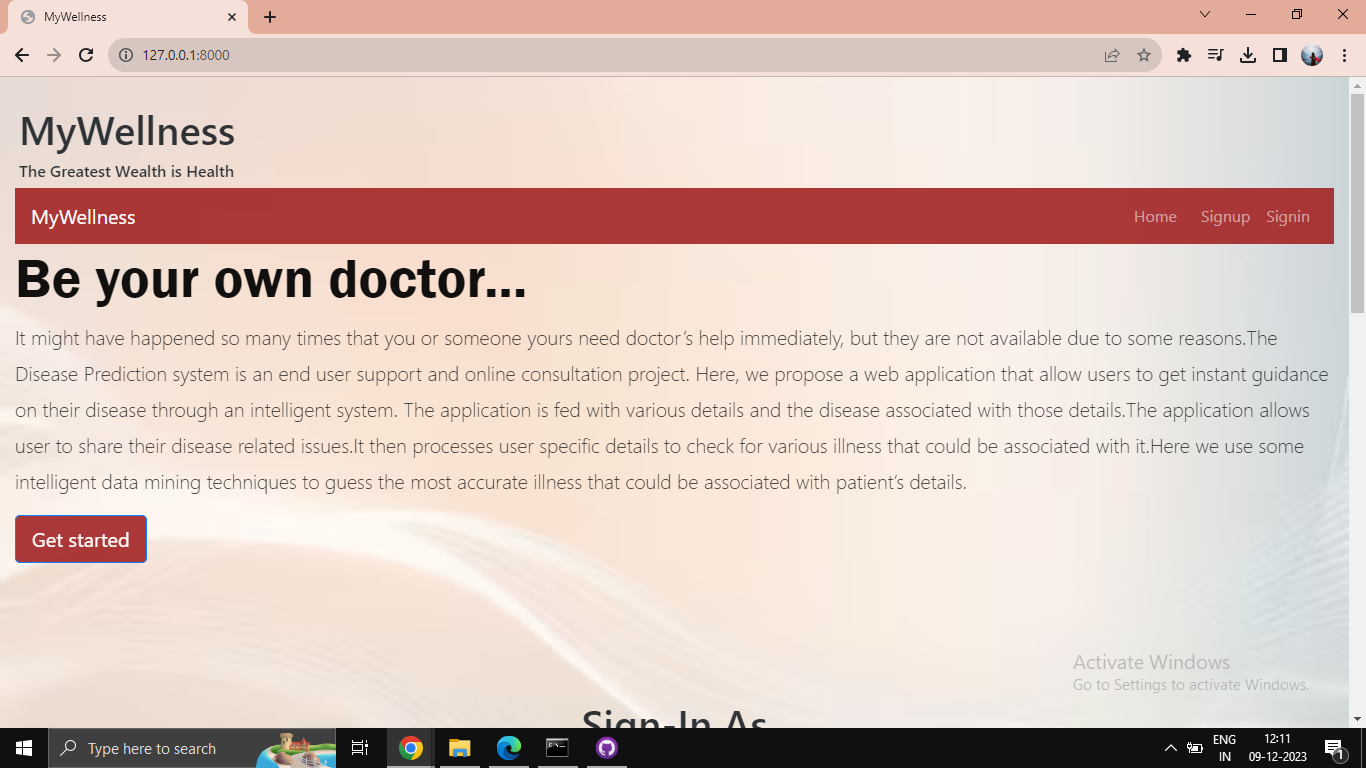 MyWellness
127.0.0.1:8000
MyWellness
The Greatest Wealth is Health
MyWellness Home Signup Signin
Be your own doctor...
It might have happened so many times that you or someone yours need doctor’s help immediately, but they are not available due to some reasons.The
Disease Prediction system is an end user support and online consultation project. Here, we propose a web application that allow users to get instant guidance
on their disease through an intelligent system. The application is fed with various details and the disease associated with those details.The application allows
user to share their disease related issues.It then processes user specific details to check for various illness that could be associated with it.Here we use some
intelligent data mining techniques to guess the most accurate illness that could be associated with patient’s details.
Get started
Activate Windows
Go to Settings to activate Windows.
Sign-In As
Type here to search
ENG
IN
12:11
09-12-2023
1